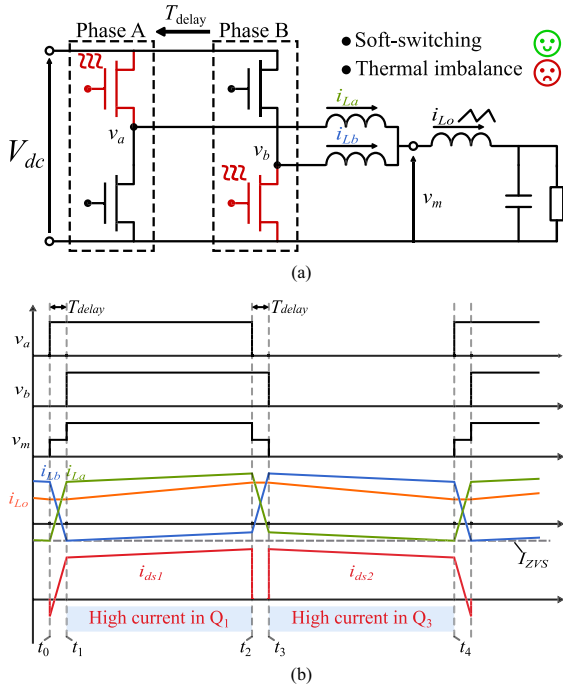 T_delay
Phase A
Phase B
● Soft-switching
● Thermal imbalance
i_La
i_Lo
v_a
v_b
i_Lb
V_dc
v_m
(a)
T_delay
T_delay
v_a
v_b
v_m
i_Lb i_La
i_Lo
I_ZVS
i_ds1
i_ds2
High current in Q_1
High current in Q_3
t_0 t_1 t_2 t_3 t_4
(b)